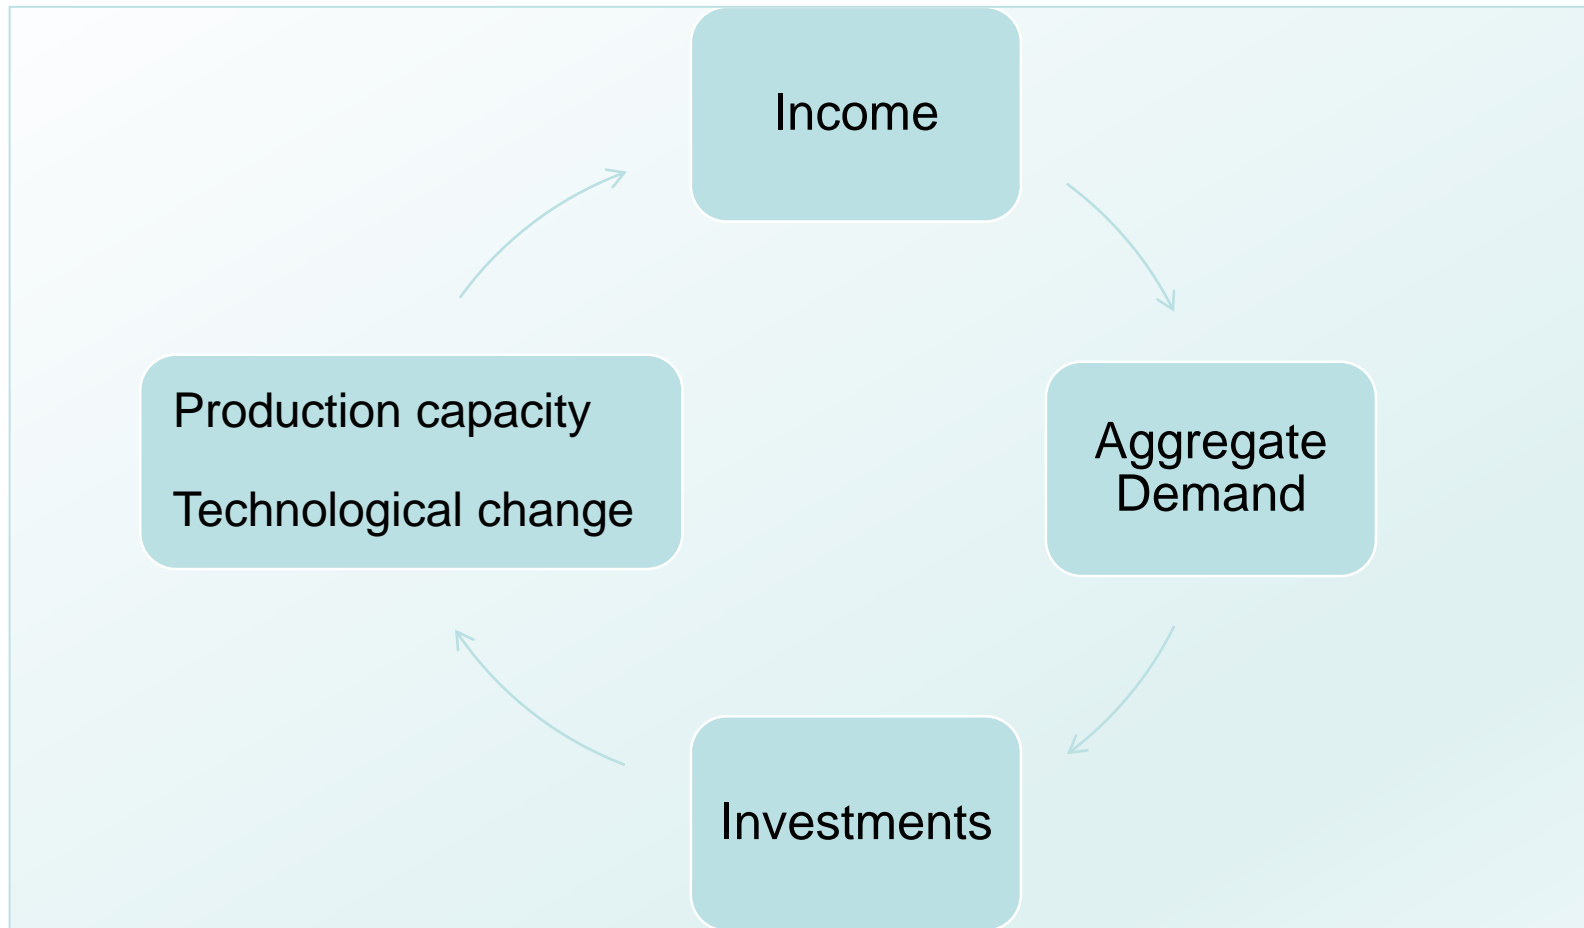 Income
Production capacity
Technological change
Aggregate
Demand
Investments